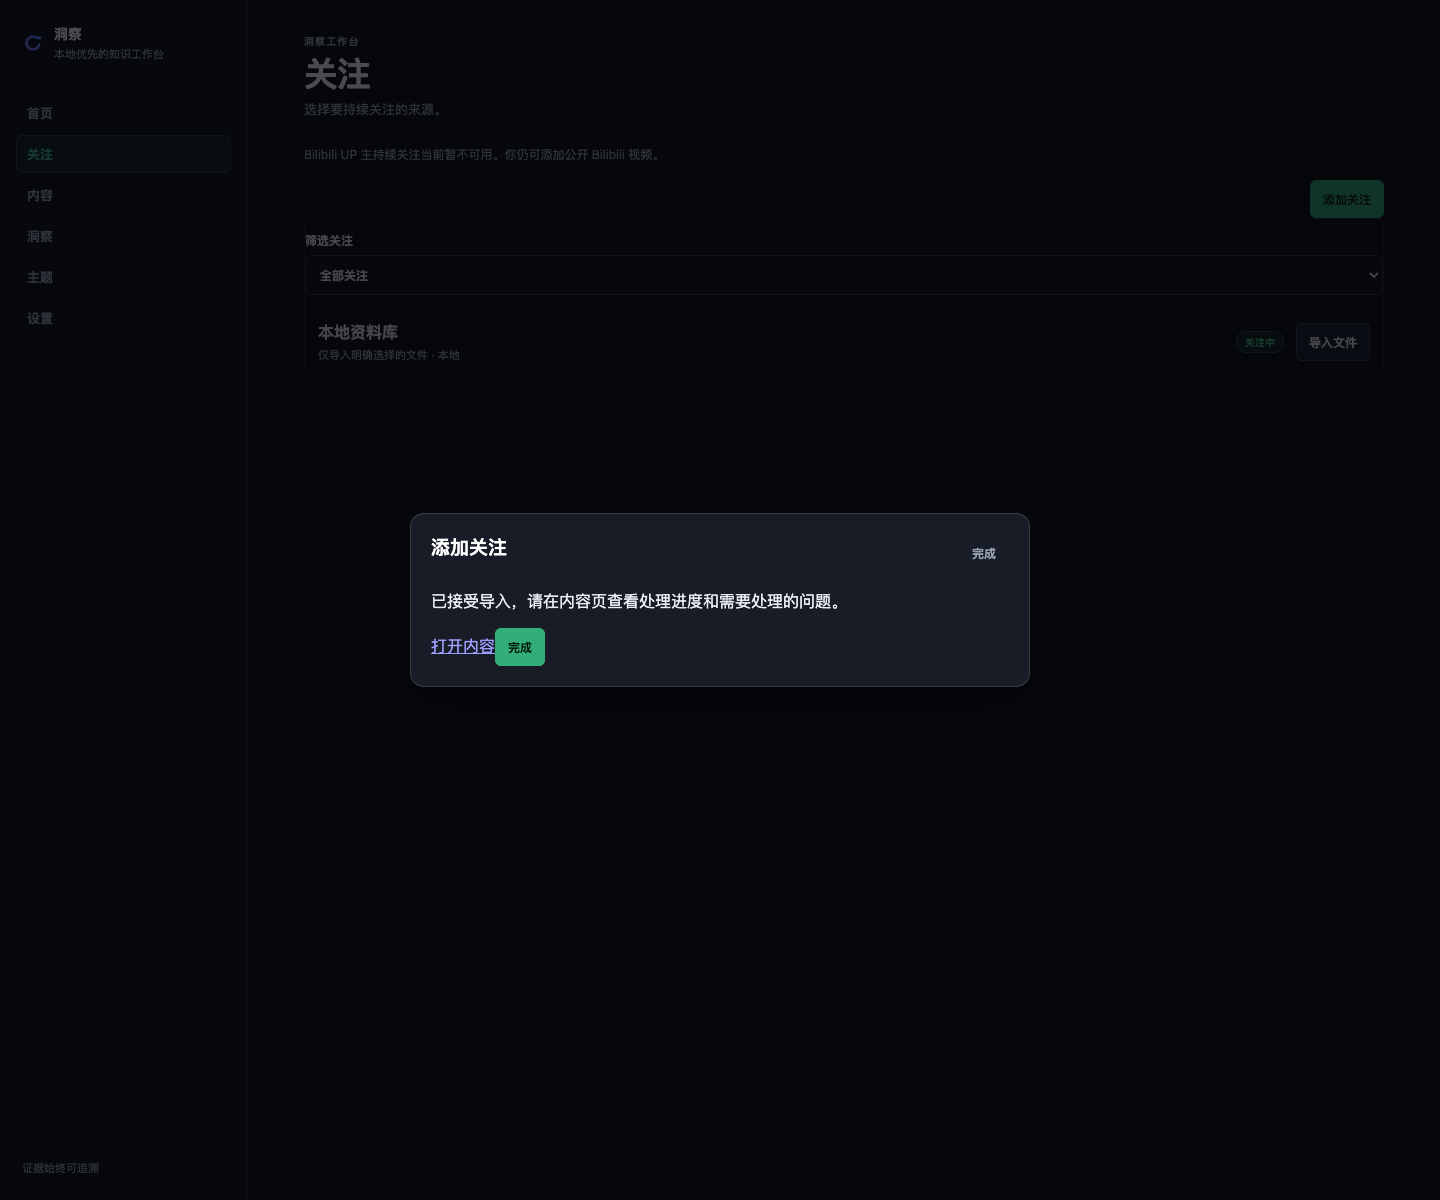 洞察
本地优先的知识工作台
首页
关注
内容
洞察
主题
设置
证据始终可追溯
洞察工作台
关注
选择要持续关注的来源。
Bilibili UP 主持续关注当前暂不可用。你仍可添加公开 Bilibili 视频。
添加关注
筛选关注
全部关注
本地资料库
仅导入明确选择的文件 · 本地
关注中
导入文件
添加关注
完成
已接受导入，请在内容页查看处理进度和需要处理的问题。
打开内容
完成